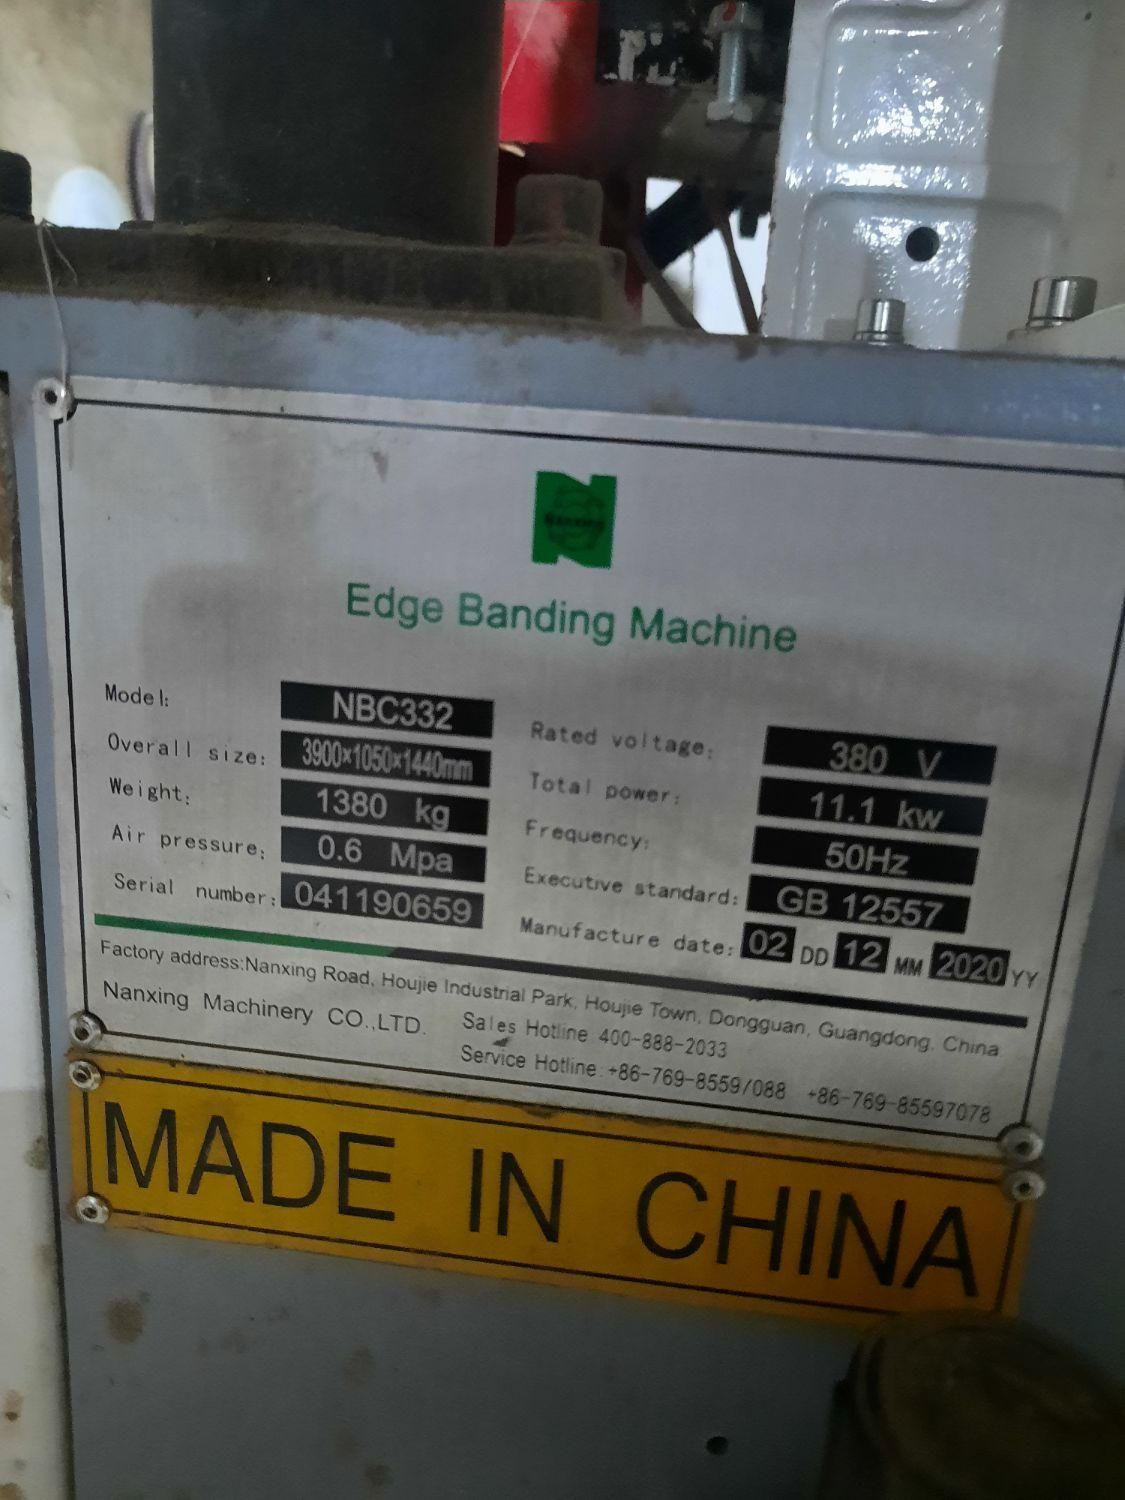 NANXING
Edge Banding Machine
Model: NBC332
Overall size: 3900×1050×1440mm
Weight: 1380 kg
Air pressure: 0.6 Mpa
Serial number: 041190659
Rated voltage: 380 V
Total power: 11.1 kw
Frequency: 50Hz
Executive standard: GB 12557
Manufacture date: 02 DD 12 MM 2020 YY
Factory address:Nanxing Road, Houjie Industrial Park, Houjie Town, Dongguan, Guangdong. China
Nanxing Machinery CO.,LTD.
Sales Hotline 400-888-2033
Service Hotline:+86-769-85597088 +86-769-85597078
MADE IN CHINA